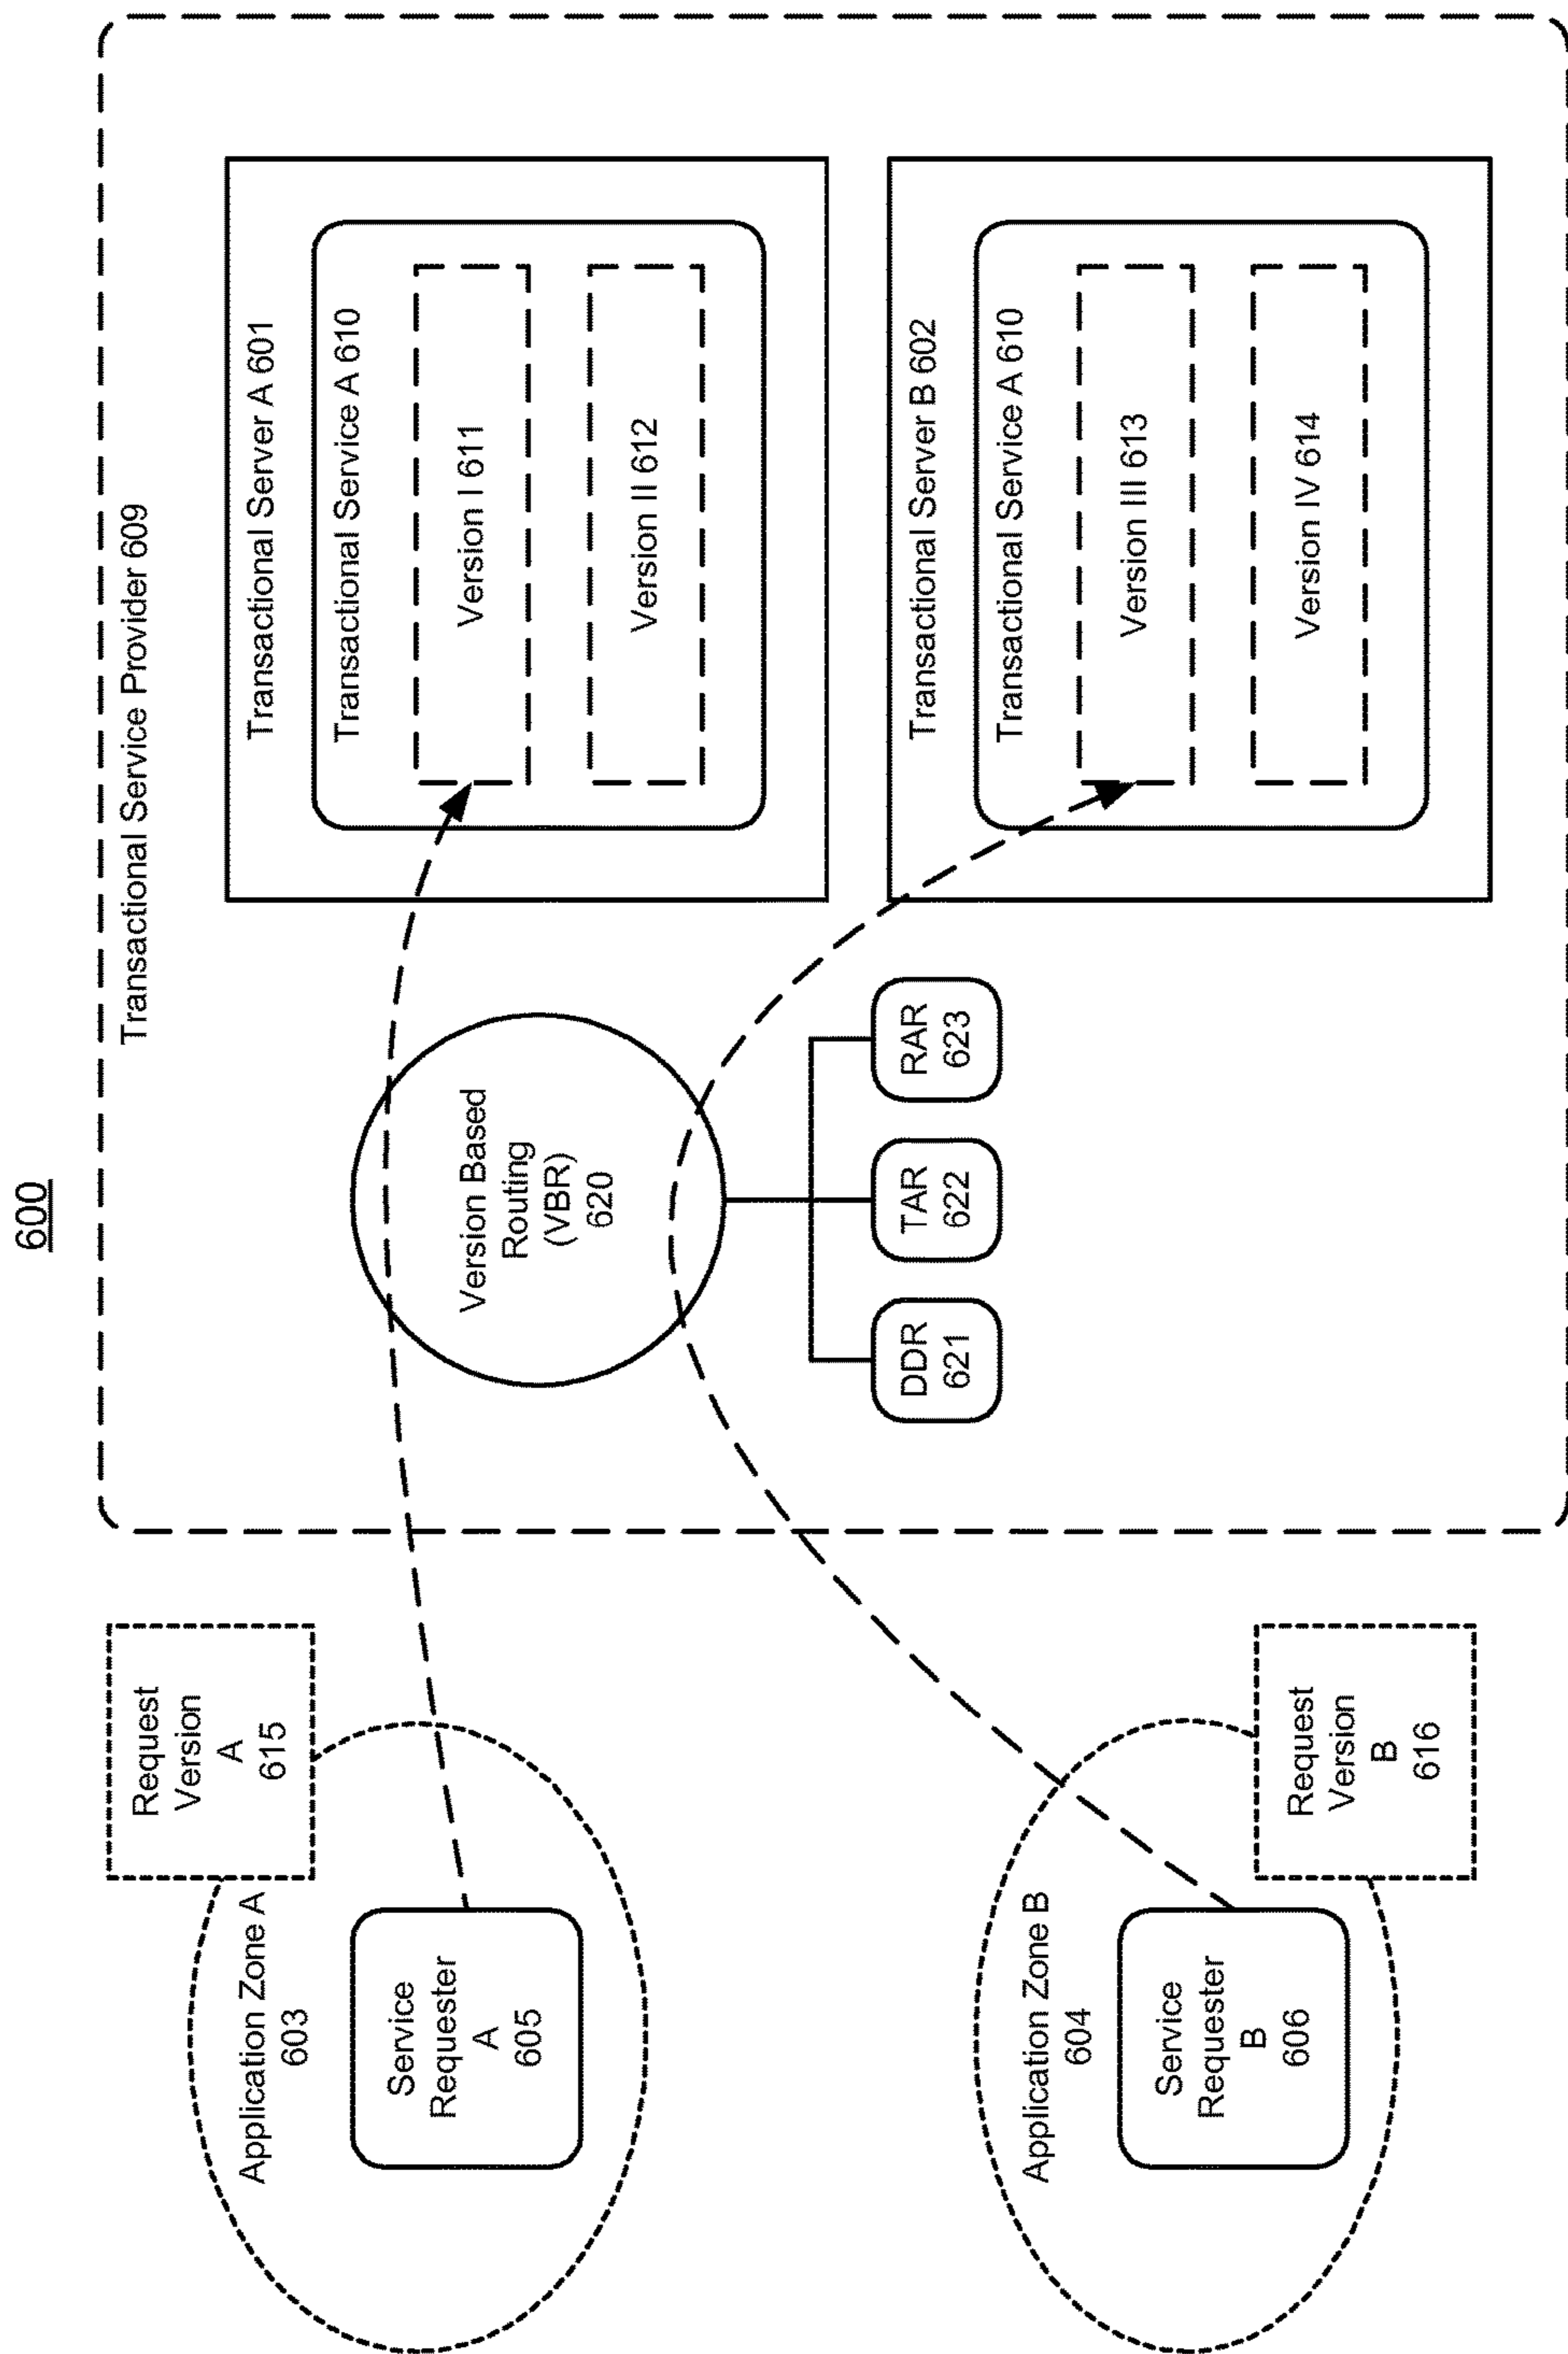 600
Transactional Service Provider 609
Request
Version
A
615
Application Zone A
603
Service
Requester
A
605
Version Based
Routing
(VBR)
620
DDR
621
TAR
622
RAR
623
Transactional Server A 601
Transactional Service A 610
Version I 611
Version II 612
Application Zone B
604
Service
Requester
B
606
Request
Version
B
616
Transactional Server B 602
Transactional Service A 610
Version III 613
Version IV 614